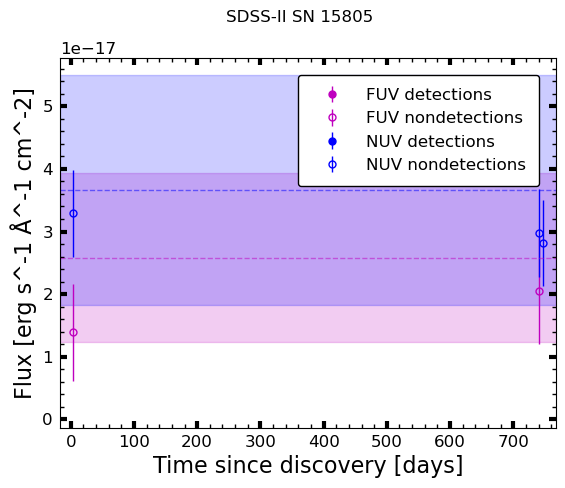 SDSS-II SN 15805
1e−17
FUV detections
FUV nondetections
NUV detections
NUV nondetections
5
4
3
2
1
0
Flux [erg s^-1 Å^-1 cm^-2]
0 100 200 300 400 500 600 700
Time since discovery [days]